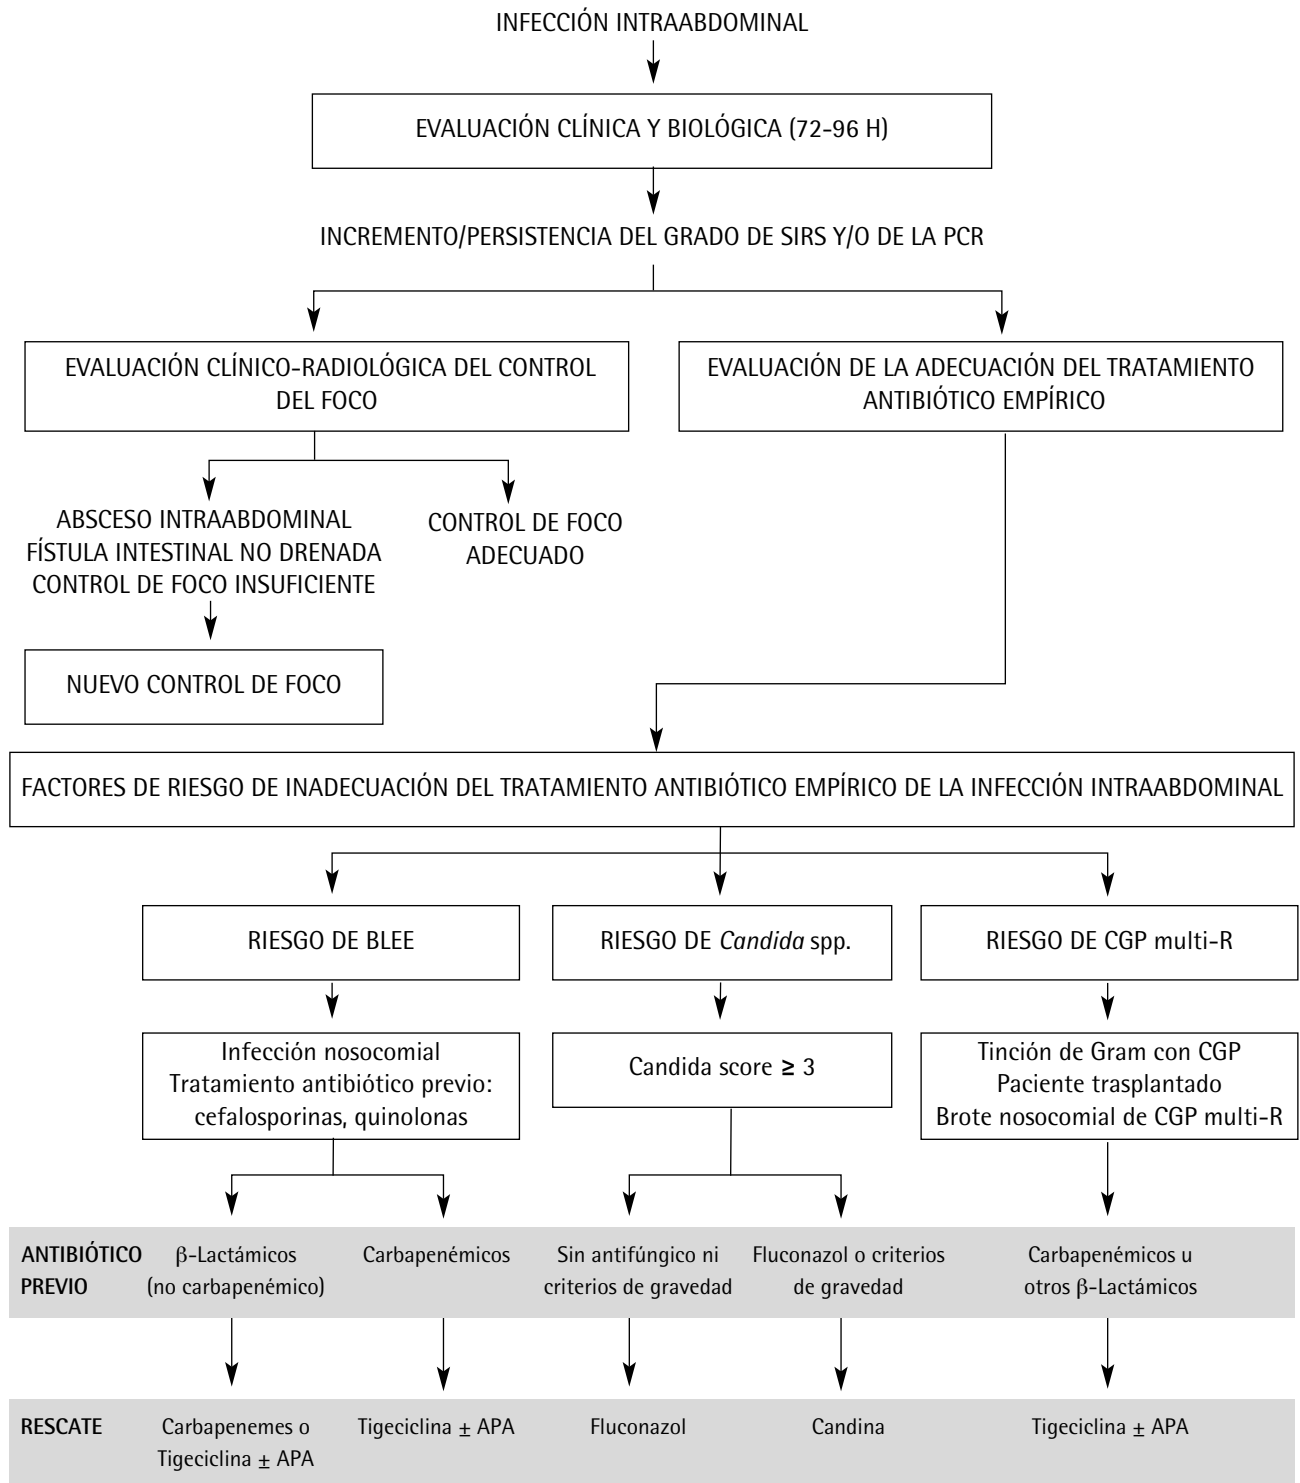 INFECCIÓN INTRAABDOMINAL
EVALUACIÓN CLÍNICA Y BIOLÓGICA (72-96 H)
INCREMENTO/PERSISTENCIA DEL GRADO DE SIRS Y/O DE LA PCR
EVALUACIÓN CLÍNICO-RADIOLÓGICA DEL CONTROL
DEL FOCO
EVALUACIÓN DE LA ADECUACIÓN DEL TRATAMIENTO
ANTIBIÓTICO EMPÍRICO
ABSCESO INTRAABDOMINAL
FÍSTULA INTESTINAL NO DRENADA
CONTROL DE FOCO INSUFICIENTE
CONTROL DE FOCO
ADECUADO
NUEVO CONTROL DE FOCO
FACTORES DE RIESGO DE INADECUACIÓN DEL TRATAMIENTO ANTIBIÓTICO EMPÍRICO DE LA INFECCIÓN INTRAABDOMINAL
RIESGO DE BLEE
RIESGO DE Candida spp.
RIESGO DE CGP multi-R
Infección nosocomial
Tratamiento antibiótico previo:
cefalosporinas, quinolonas
Candida score ≥ 3
Tinción de Gram con CGP
Paciente trasplantado
Brote nosocomial de CGP multi-R
ANTIBIÓTICO
PREVIO
β-Lactámicos
(no carbapenémico)
Carbapenémicos
Sin antifúngico ni
criterios de gravedad
Fluconazol o criterios
de gravedad
Carbapenémicos u
otros β-Lactámicos
RESCATE
Carbapenemes o
Tigeciclina ± APA
Tigeciclina ± APA
Fluconazol
Candina
Tigeciclina ± APA